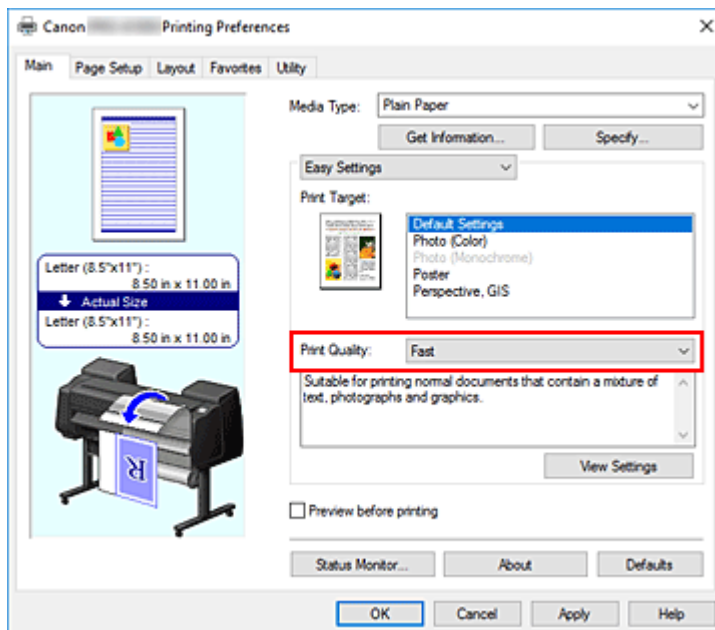 Canon Printing Preferences
Main Page Setup Layout Favorites Utility
Media Type: Plain Paper
Get Information... Specify...
Easy Settings
Print Target:
Default Settings
Photo (Color)
Photo (Monochrome)
Poster
Perspective, GIS
Letter (8.5"x11") :
8.50 in x 11.00 in
Actual Size
Letter (8.5"x11") :
8.50 in x 11.00 in
Print Quality: Fast
Suitable for printing normal documents that contain a mixture of
text, photographs and graphics.
R
View Settings
Preview before printing
Status Monitor... About Defaults
OK Cancel Apply Help